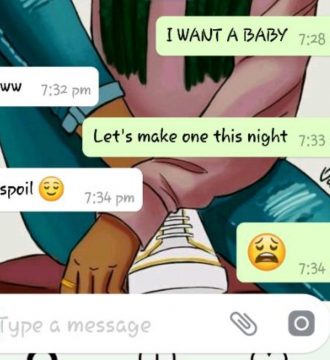 I WANT A BABY 7:28
ww 7:32 pm
Let's make one this night 7:33
spoil 😌 7:34 pm
😩 7:34
Type a message